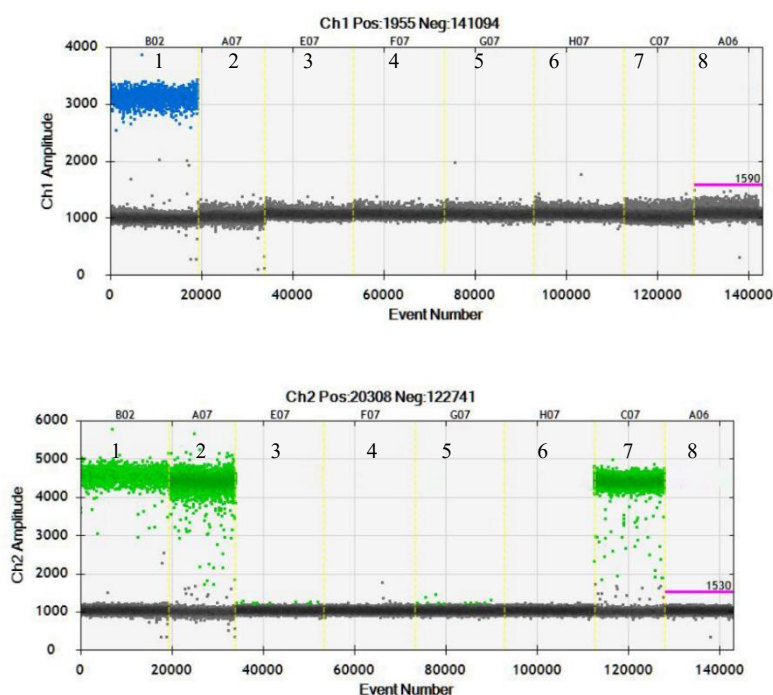 Ch1 Pos:1955 Neg:141094
B02 A07 E07 F07 G07 H07 C07 A06
1 2 3 4 5 6 7 8
4000
3000
2000
1590
1000
0
Ch1 Amplitude
0 20000 40000 60000 80000 100000 120000 140000
Event Number
Ch2 Pos:20308 Neg:122741
B02 A07 E07 F07 G07 H07 C07 A06
6000
1 2 3 4 5 6 7 8
5000
4000
3000
2000
1530
1000
0
Ch2 Amplitude
0 20000 40000 60000 80000 100000 120000 140000
Event Number